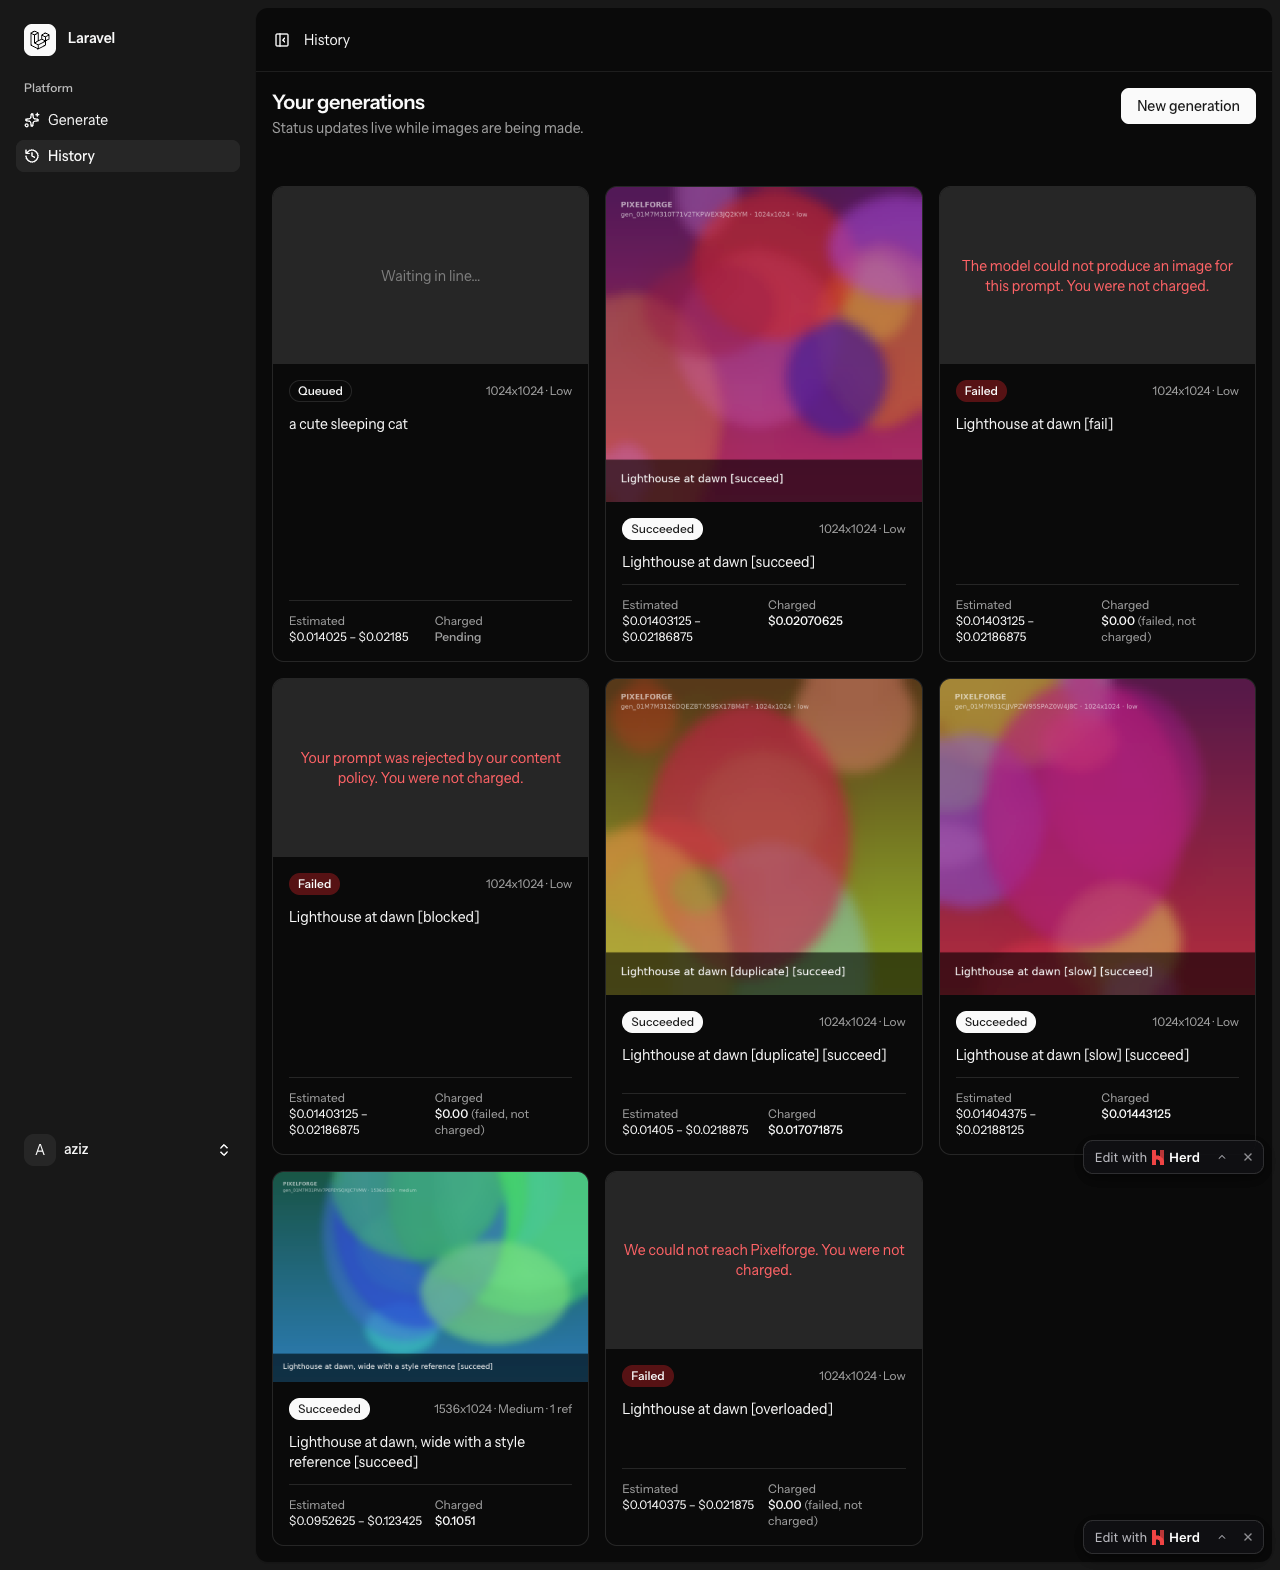 Laravel
Platform
Generate
History
aziz
A
History
Your generations
Status updates live while images are being made.
New generation
Waiting in line...
Queued
1024x1024 · Low
a cute sleeping cat
Estimated
$0.014025 – $0.02185
Charged
Pending
PIXELFORGE
1024x1024 · low
Lighthouse at dawn [succeed]
Succeeded
1024x1024 · Low
Lighthouse at dawn [succeed]
Estimated
$0.01403125 –
$0.02186875
Charged
$0.02070625
The model could not produce an image for
this prompt. You were not charged.
Failed
1024x1024 · Low
Lighthouse at dawn [fail]
Estimated
$0.01403125 –
$0.02186875
Charged
$0.00 (failed, not
charged)
Your prompt was rejected by our content
policy. You were not charged.
Failed
1024x1024 · Low
Lighthouse at dawn [blocked]
Estimated
$0.01403125 –
$0.02186875
Charged
$0.00 (failed, not
charged)
PIXELFORGE
1024x1024 · low
Lighthouse at dawn [duplicate] [succeed]
Succeeded
1024x1024 · Low
Lighthouse at dawn [duplicate] [succeed]
Estimated
$0.01405 – $0.0218875
Charged
$0.017071875
PIXELFORGE
1024x1024 · low
Lighthouse at dawn [slow] [succeed]
Succeeded
1024x1024 · Low
Lighthouse at dawn [slow] [succeed]
Estimated
$0.01404375 –
$0.02188125
Charged
$0.01443125
Edit with Herd
PIXELFORGE
1536x1024 · medium
Lighthouse at dawn, wide with a style reference [succeed]
Succeeded
1536x1024 · Medium · 1 ref
Lighthouse at dawn, wide with a style
reference [succeed]
Estimated
$0.0952625 – $0.123425
Charged
$0.1051
We could not reach Pixelforge. You were not
charged.
Failed
1024x1024 · Low
Lighthouse at dawn [overloaded]
Estimated
$0.0140375 – $0.021875
Charged
$0.00 (failed, not
charged)
Edit with Herd